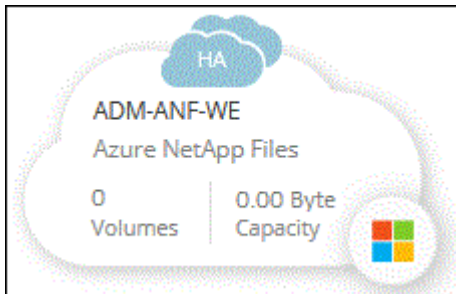 HA
ADM-ANF-WE
Azure NetApp Files
0
Volumes
0.00 Byte
Capacity